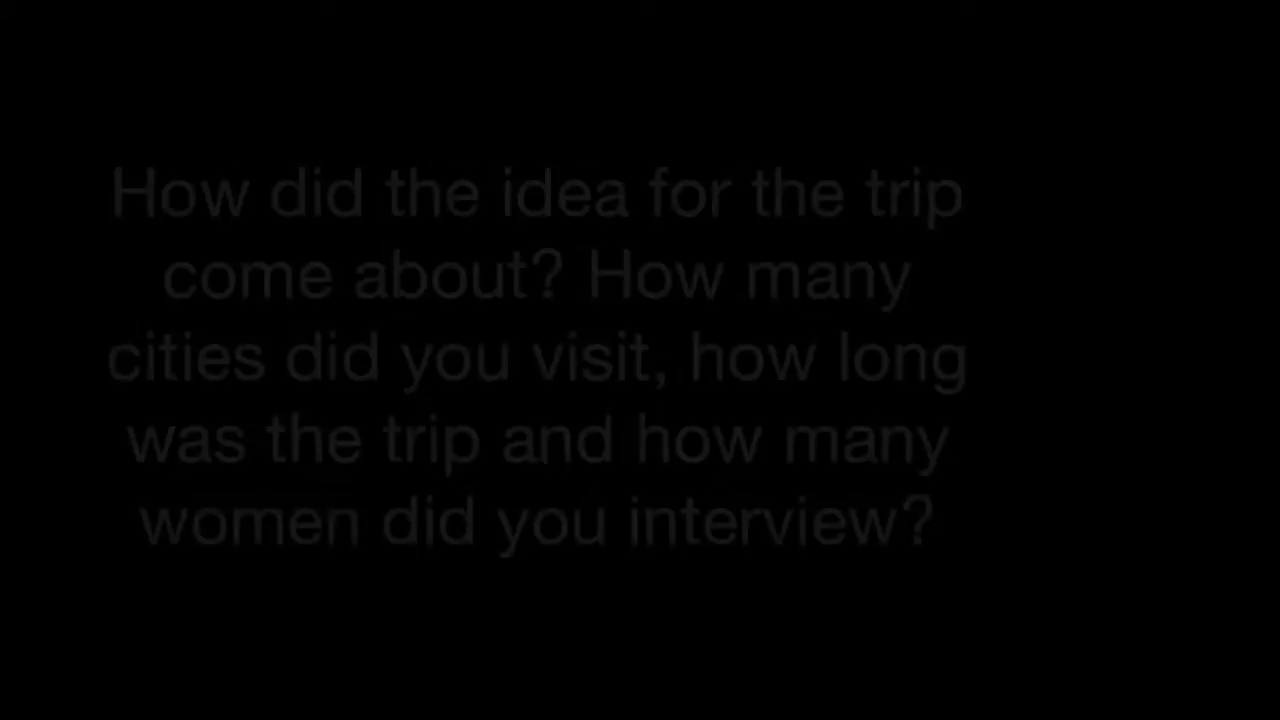 How did the idea for the trip
come about? How many
cities did you visit, how long
was the trip and how many
women did you interview?